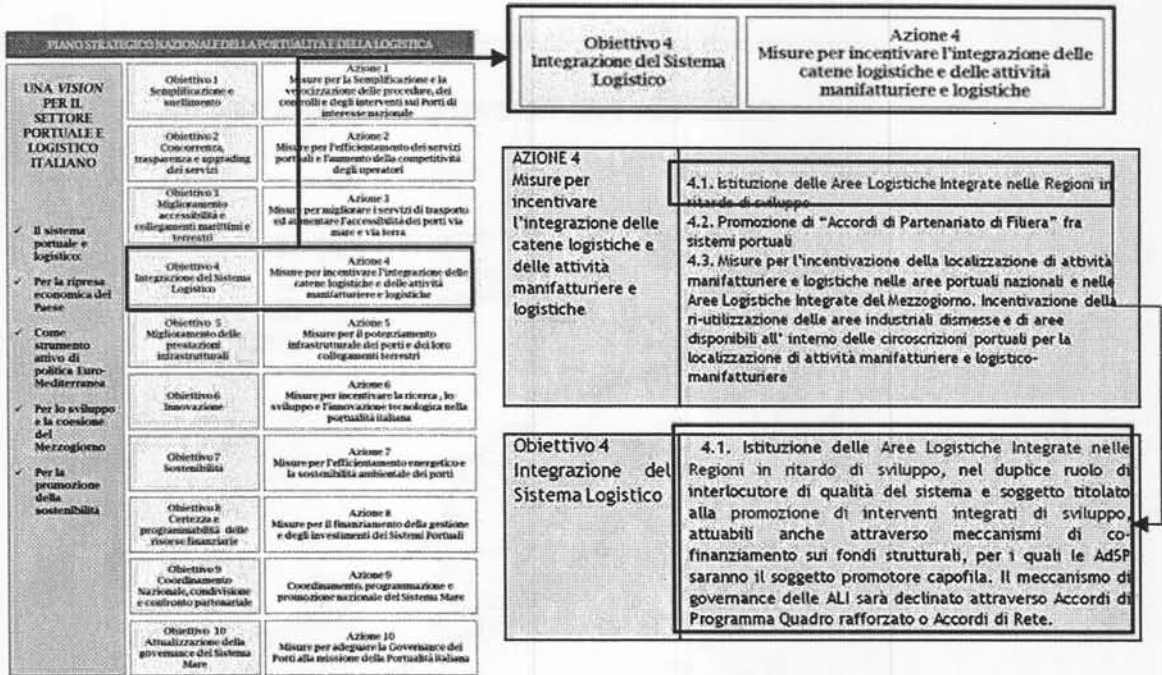 PIANO STRATEGICO NAZIONALE DELLA PORTUALITÀ E DELLA LOGISTICA
UNA VISION
PER IL
SETTORE
PORTUALE E
LOGISTICO
ITALIANO
✓ Il sistema
portuale e
logistico:
✓ Per la ripresa
economica del
Paese
✓ Come
strumento
attivo di
politica Euro-
Mediterranea
✓ Per lo sviluppo
e la coesione
del
Mezzogiorno
✓ Per la
promozione
della
sostenibilità
Obiettivo 1
Semplificazione e
snellimento
Azione 1
Misure per la Semplificazione e la
velocizzazione delle procedure, dei
controlli e degli interventi sui Porti di
interesse nazionale
Obiettivo 2
Concorrenza,
trasparenza e upgrading
dei servizi
Azione 2
Misure per l'efficientamento dei servizi
portuali e l'aumento della competitività
degli operatori
Obiettivo 3
Miglioramento
accessibilità e
collegamenti marittimi e
terrestri
Azione 3
Misure per migliorare i servizi di trasporto
ed aumentare l'accessibilità dei porti via
mare e via terra
Obiettivo 4
Integrazione del Sistema
Logistico
Azione 4
Misure per incentivare l'integrazione delle
catene logistiche e delle attività
manifatturiere e logistiche
Obiettivo 5
Miglioramento delle
prestazioni
infrastrutturali
Azione 5
Misure per il potenziamento
infrastrutturale dei porti e dei loro
collegamenti terrestri
Obiettivo 6
Innovazione
Azione 6
Misure per incentivare la ricerca , lo
sviluppo e l'innovazione tecnologica nella
portualità italiana
Obiettivo 7
Sostenibilità
Azione 7
Misure per l'efficientamento energetico e
la sostenibilità ambientale dei porti
Obiettivo 8
Certezza e
programmabilità delle
risorse finanziarie
Azione 8
Misure per il finanziamento della gestione
e degli investimenti dei Sistemi Portuali
Obiettivo 9
Coordinamento
Nazionale, condivisione
e confronto partenariale
Azione 9
Coordinamento, programmazione e
promozione nazionale del Sistema Mare
Obiettivo 10
Attualizzazione della
governance del Sistema
Mare
Azione 10
Misure per adeguare la Governance dei
Porti alla missione della Portualità italiana
Obiettivo 4
Integrazione del Sistema
Logistico
Azione 4
Misure per incentivare l'integrazione delle
catene logistiche e delle attività
manifatturiere e logistiche
AZIONE 4
Misure per
incentivare
l'integrazione delle
catene logistiche e
delle attività
manifatturiere e
logistiche
4.1. Istituzione delle Aree Logistiche Integrate nelle Regioni in
ritardo di sviluppo
4.2. Promozione di "Accordi di Partenariato di Filiera" fra
sistemi portuali
4.3. Misure per l'incentivazione della localizzazione di attività
manifatturiere e logistiche nelle aree portuali nazionali e nelle
Aree Logistiche Integrate del Mezzogiorno. Incentivazione della
ri-utilizzazione delle aree industriali dismesse e di aree
disponibili all' interno delle circoscrizioni portuali per la
localizzazione di attività manifatturiere e logistico-
manifatturiere
Obiettivo 4
Integrazione del
Sistema Logistico
4.1. Istituzione delle Aree Logistiche Integrate nelle
Regioni in ritardo di sviluppo, nel duplice ruolo di
interlocutore di qualità del sistema e soggetto titolato
alla promozione di interventi integrati di sviluppo,
attuabili anche attraverso meccanismi di co-
finanziamento sui fondi strutturali, per i quali le AdSP
saranno il soggetto promotore capofila. Il meccanismo di
governance delle ALI sarà declinato attraverso Accordi di
Programma Quadro rafforzato o Accordi di Rete.